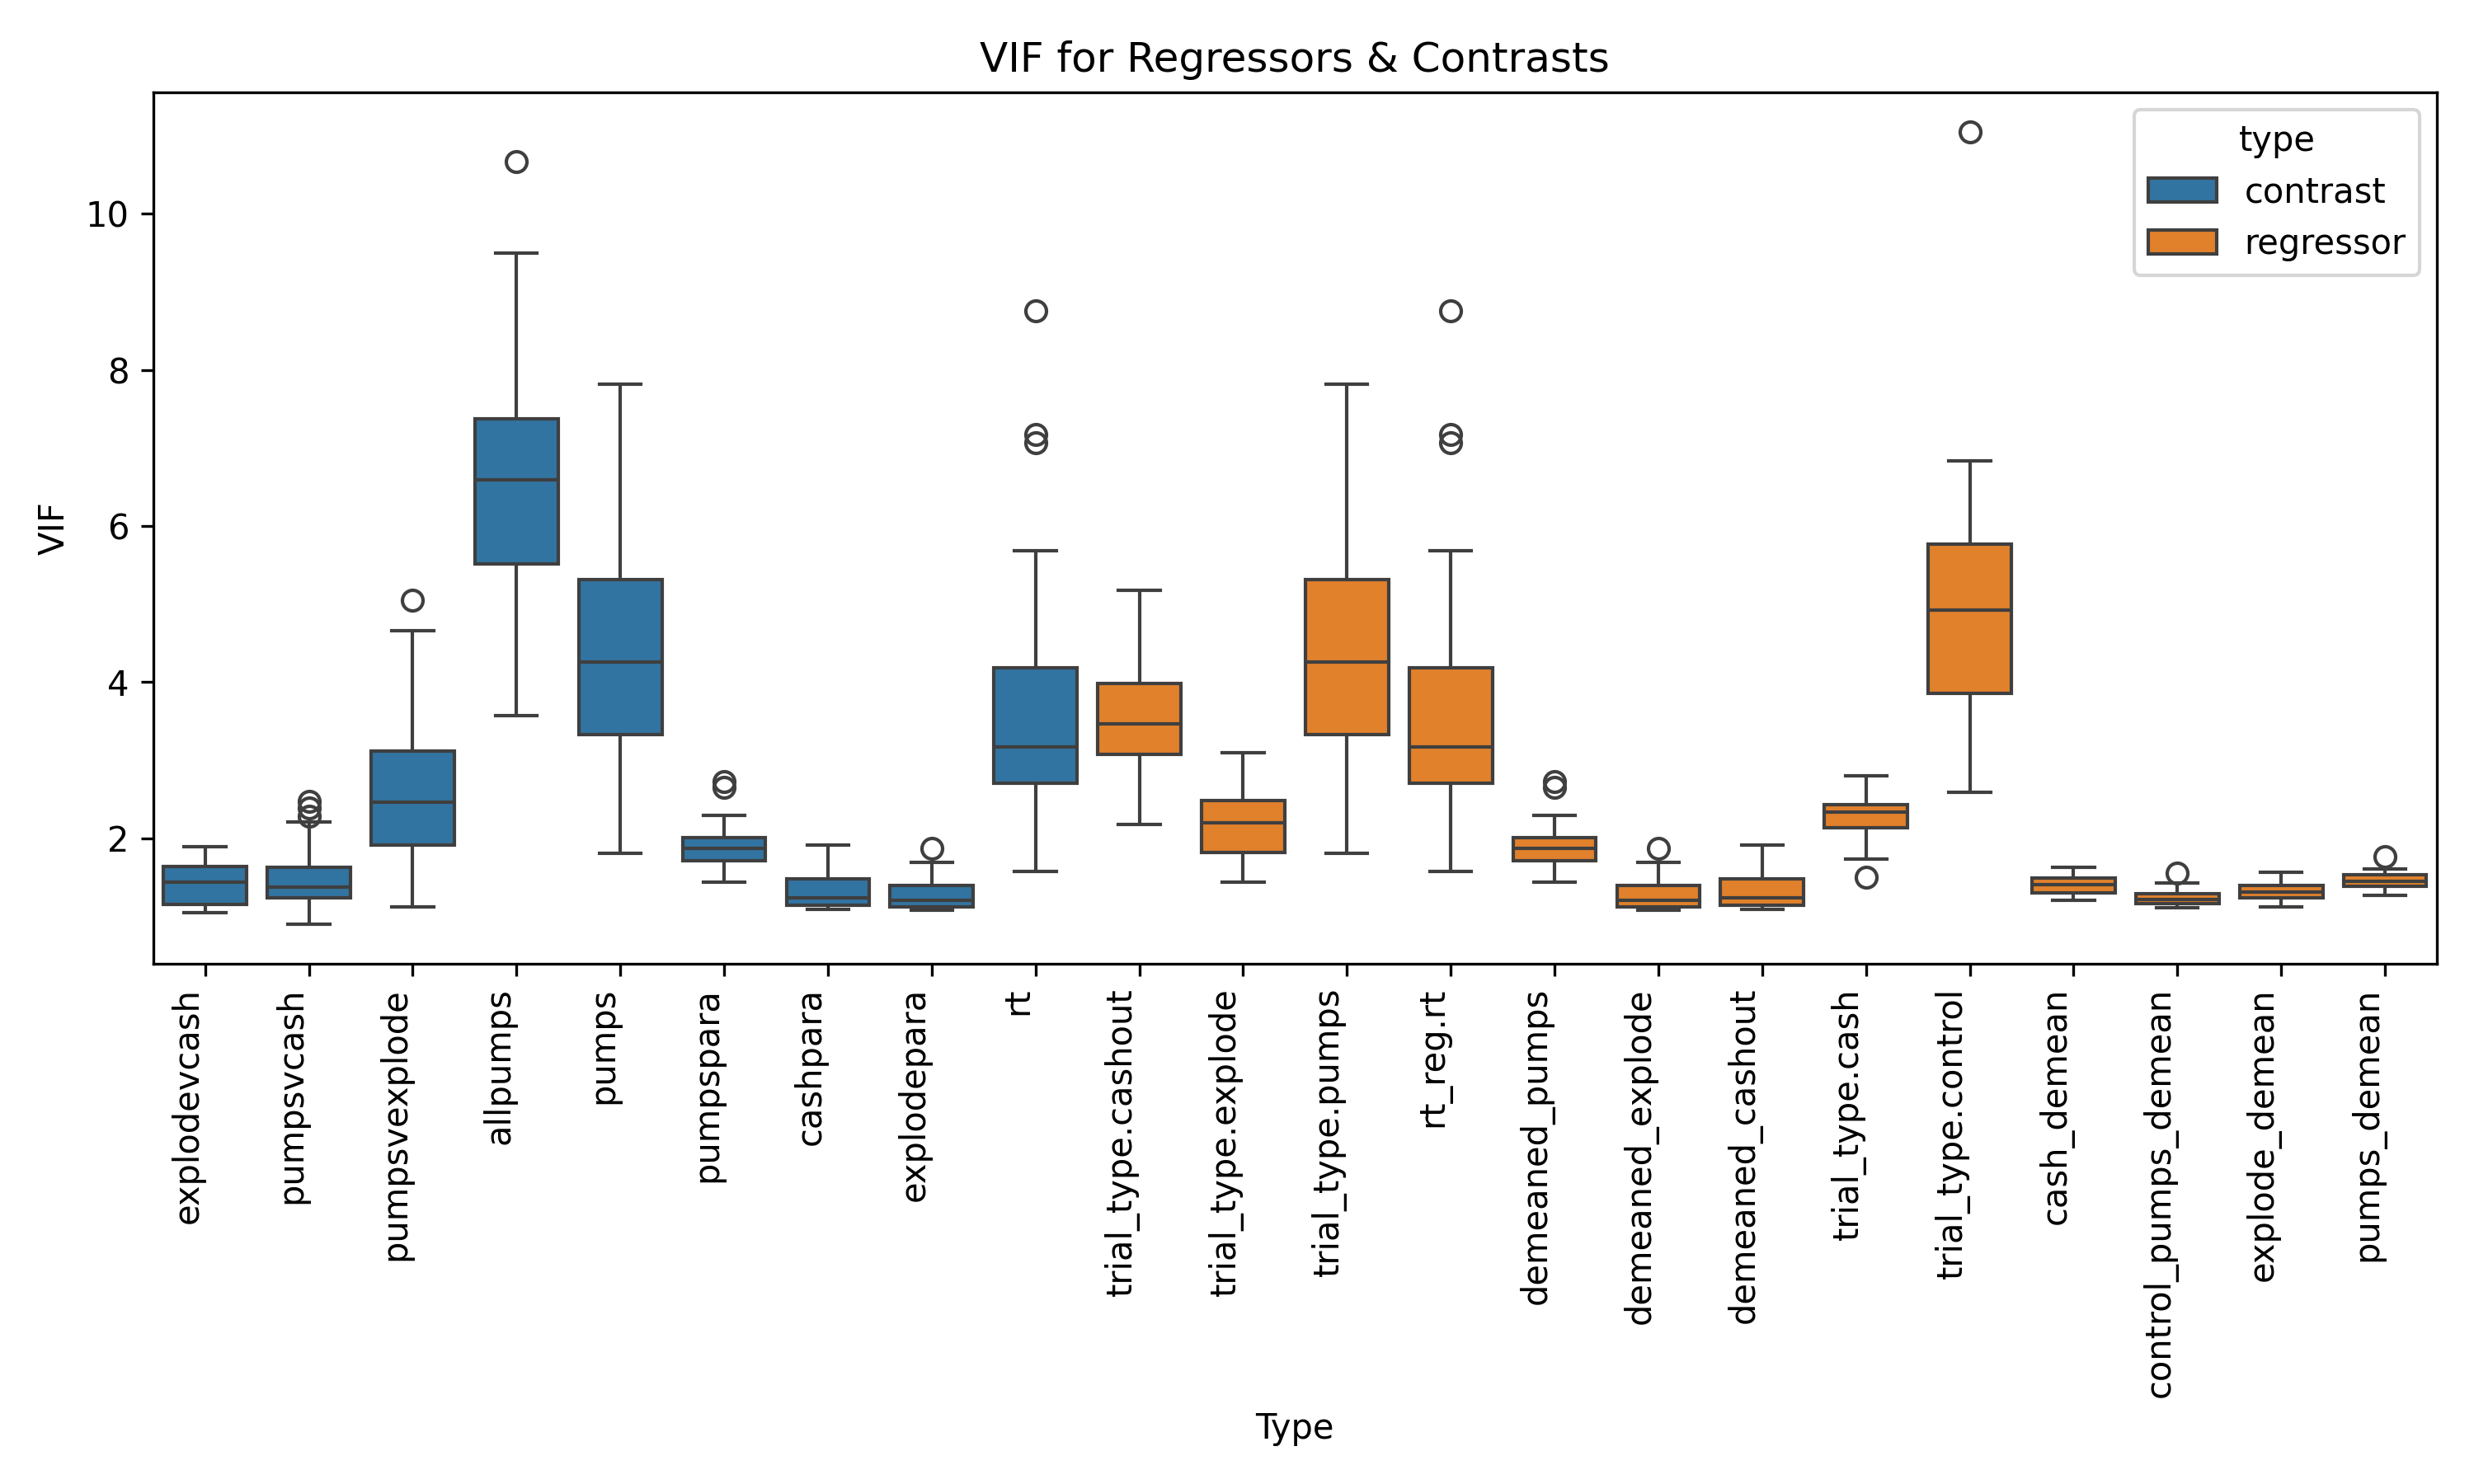 VIF for Regressors & Contrasts
type
contrast
regressor
VIF
10
8
6
4
2
explodevcash
pumpsvcash
pumpsvexplode
allpumps
pumps
pumpspara
cashpara
explodepara
rt
trial_type.cashout
trial_type.explode
trial_type.pumps
rt_reg.rt
demeaned_pumps
demeaned_explode
demeaned_cashout
trial_type.cash
trial_type.control
cash_demean
control_pumps_demean
explode_demean
pumps_demean
Type